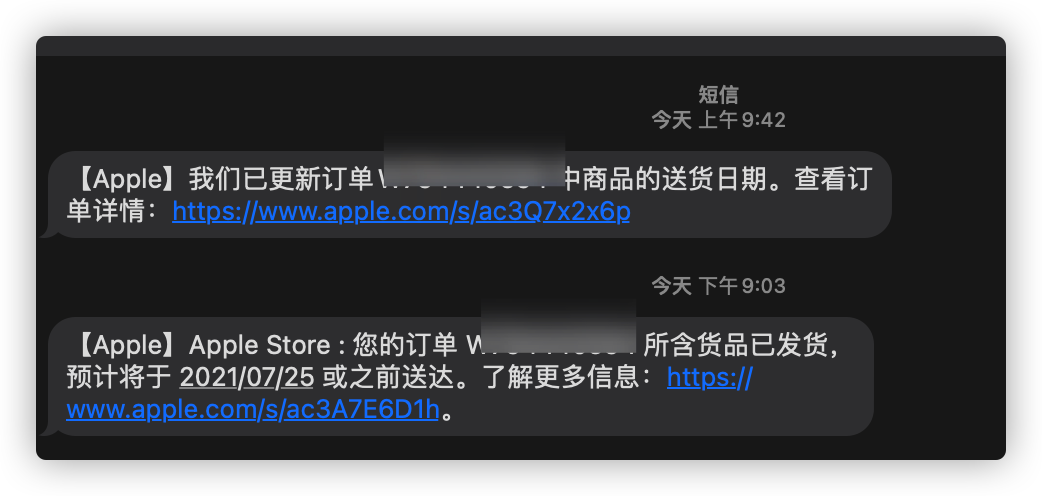 短信
今天 上午9:42
【Apple】我们已更新订单 中商品的送货日期。查看订
单详情：https://www.apple.com/s/ac3Q7x2x6p
今天 下午9:03
【Apple】Apple Store : 您的订单 所含货品已发货，
预计将于 2021/07/25 或之前送达。了解更多信息：https://
www.apple.com/s/ac3A7E6D1h。